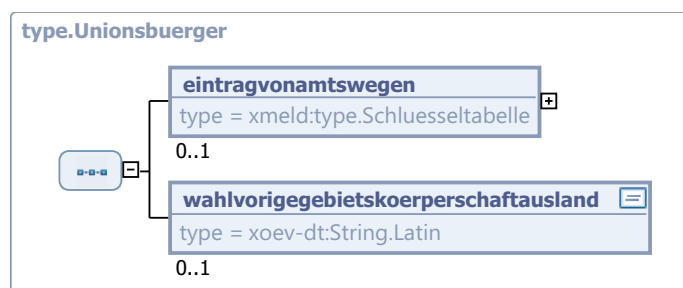 type.Unionsbuerger
eintragvonamtswegen
type = xmeld:type.Schluesseltabelle
0..1
wahlvorigegebietskoerperschaftausland
type = xoev-dt:String.Latin
0..1